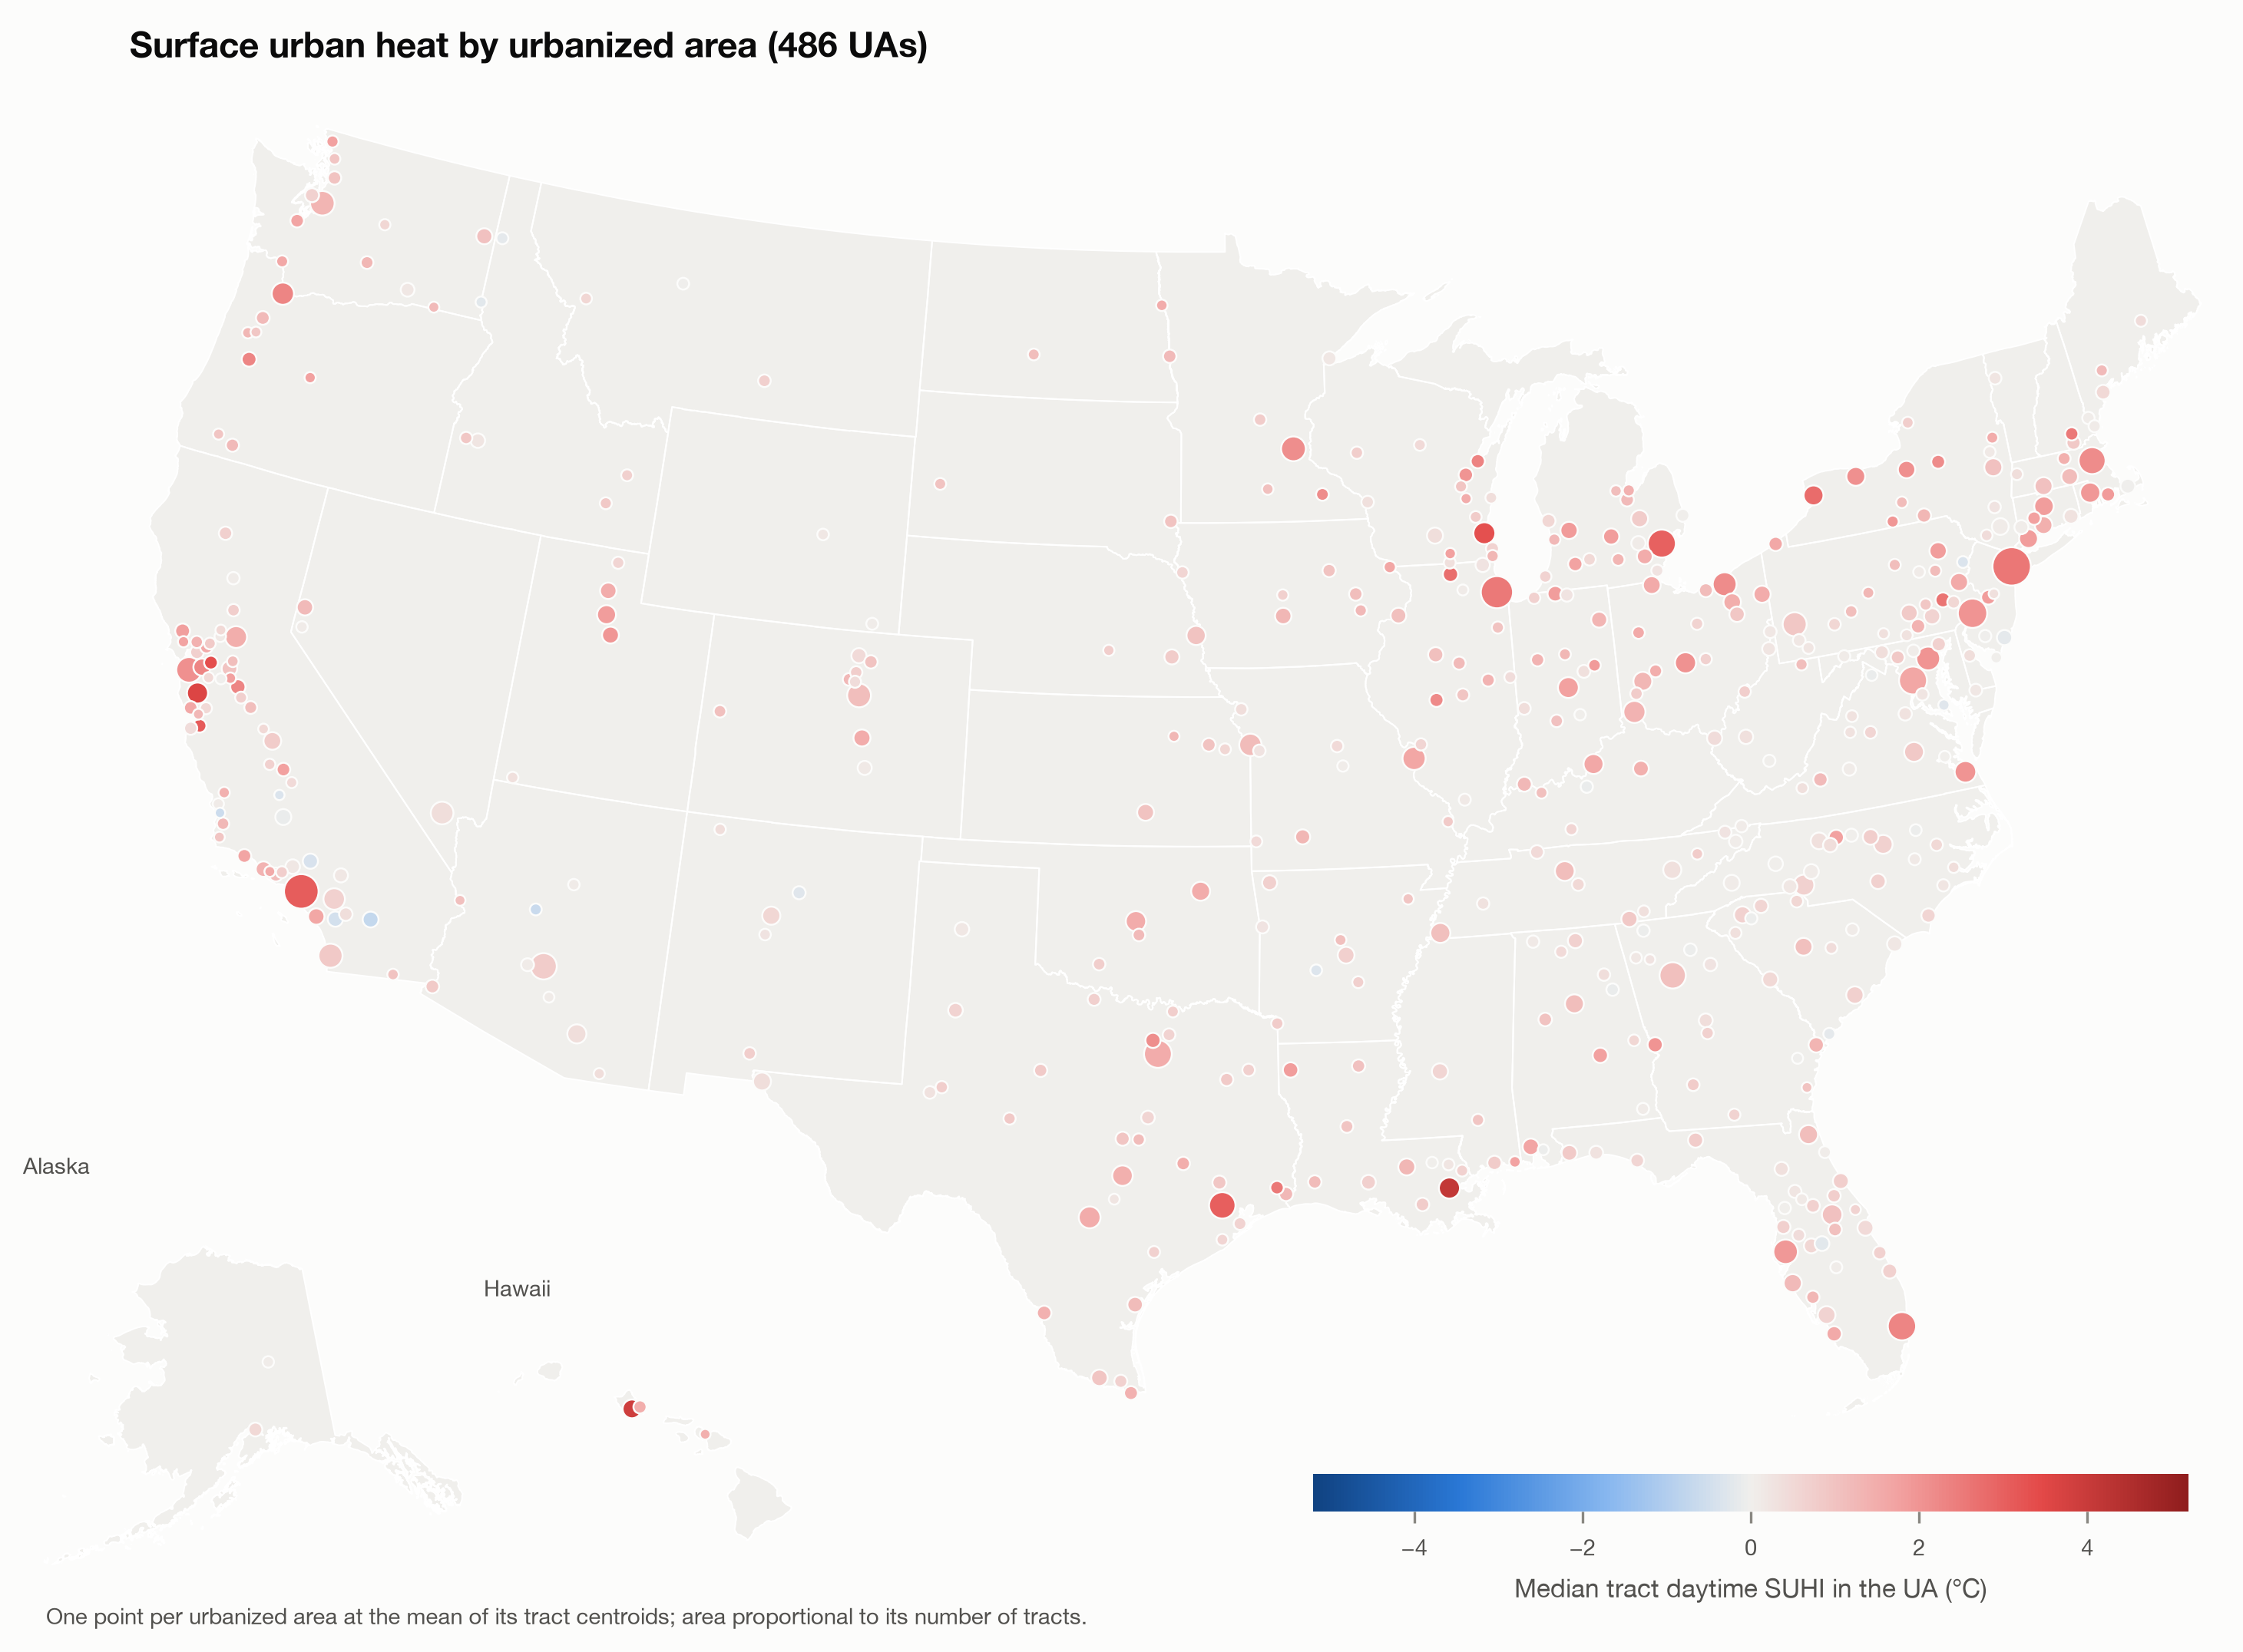 Surface urban heat by urbanized area (486 UAs)
Alaska
Hawaii
−4 −2 0 2 4
Median tract daytime SUHI in the UA (°C)
One point per urbanized area at the mean of its tract centroids; area proportional to its number of tracts.